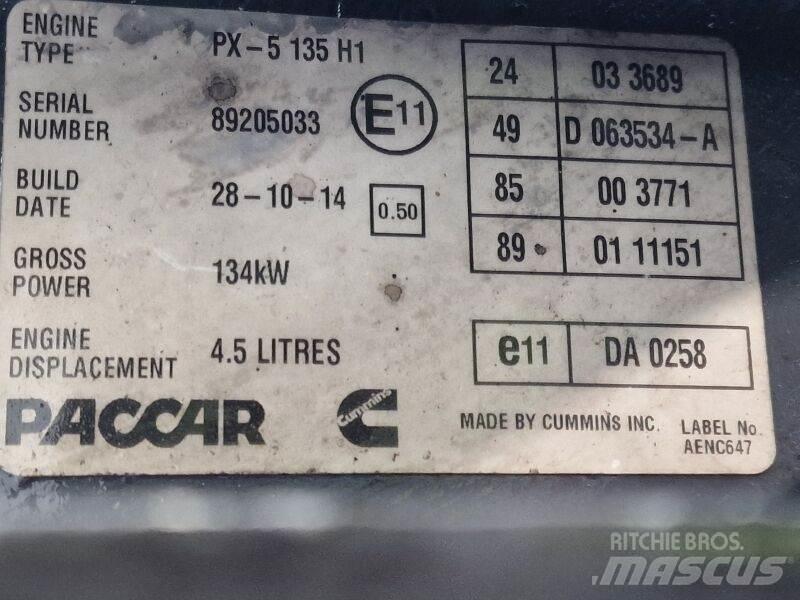 ENGINE
TYPE
PX-5 135 H1
SERIAL
NUMBER
89205033
E11
BUILD
DATE
28-10-14
0.50
GROSS
POWER
134kW
ENGINE
DISPLACEMENT
4.5 LITRES
24 03 3689
49 D 063534-A
85 00 3771
89 01 11151
e11 DA 0258
PACCAR
Cummins
MADE BY CUMMINS INC.
LABEL No.
AENC647
RITCHIE BROS.
MASCUS